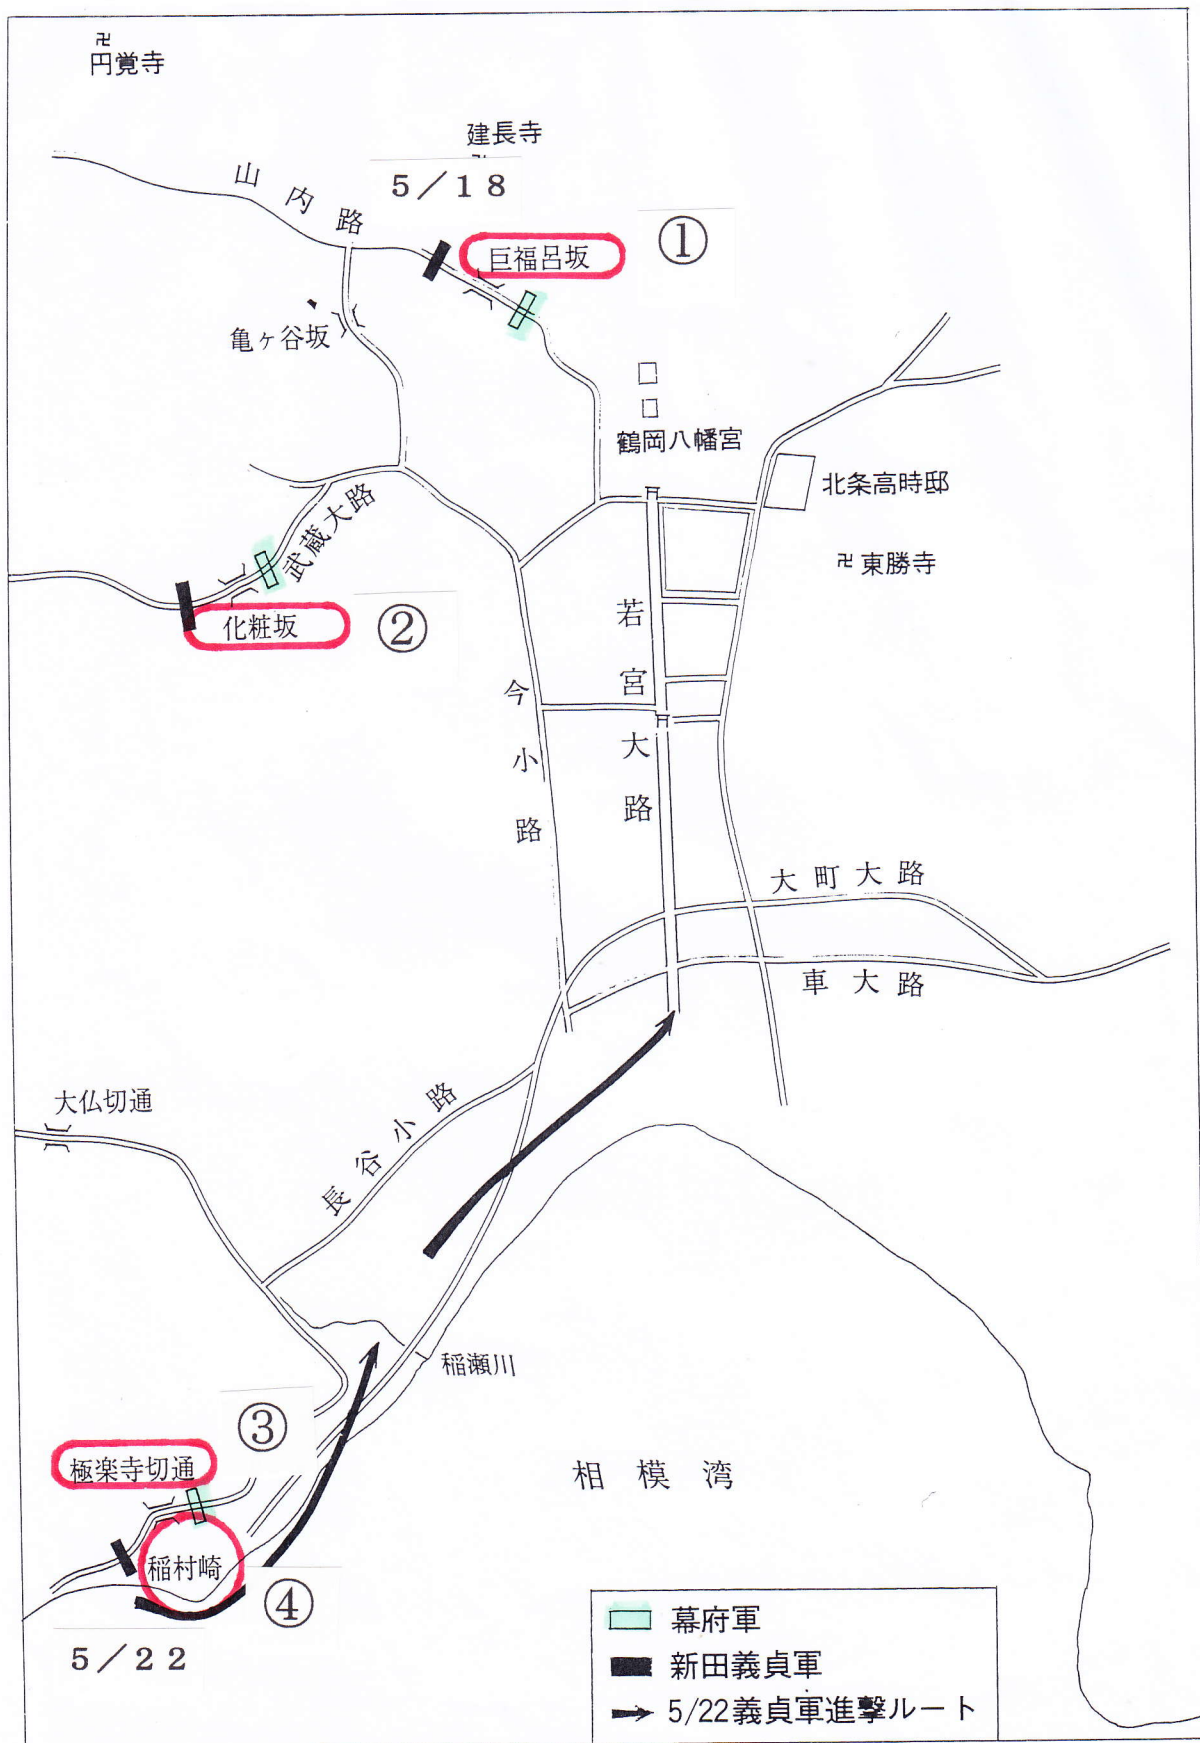 卍
円覚寺
建長寺
卍
5／18
山内路
巨福呂坂
①
亀ヶ谷坂
鶴岡八幡宮
北条高時邸
卍東勝寺
武蔵大路
化粧坂
②
若宮大路
今小路
大町大路
車大路
大仏切通
長谷小路
稲瀬川
③
極楽寺切通
相模湾
稲村崎
④
5／22
幕府軍
新田義貞軍
5/22義貞軍進撃ルート